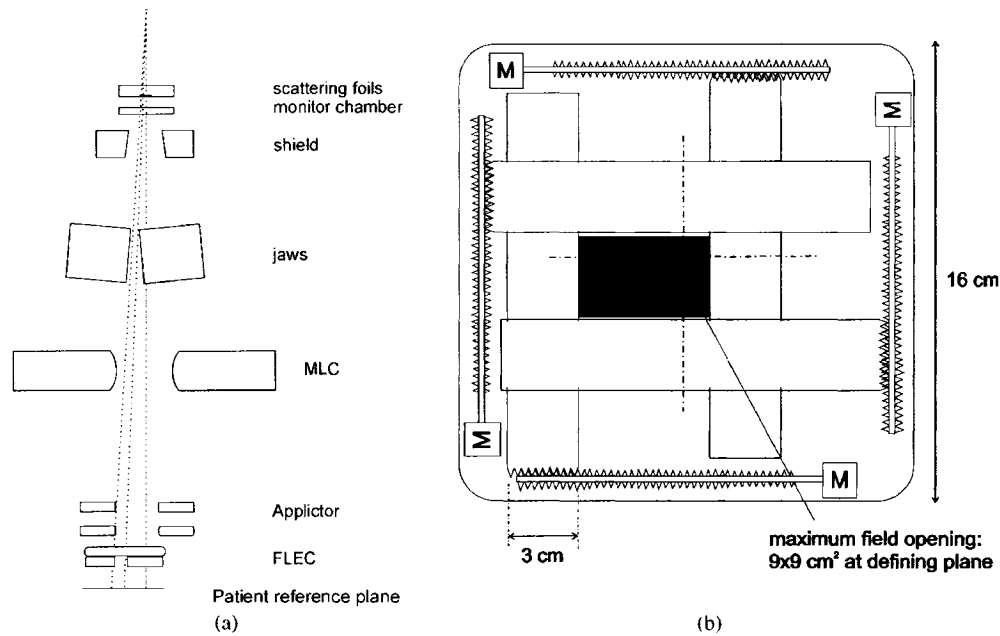 scattering foils
monitor chamber
shield
jaws
MLC
Applictor
FLEC
Patient reference plane
(a)
M
M
M
M
16 cm
3 cm
maximum field opening:
9x9 cm² at defining plane
(b)